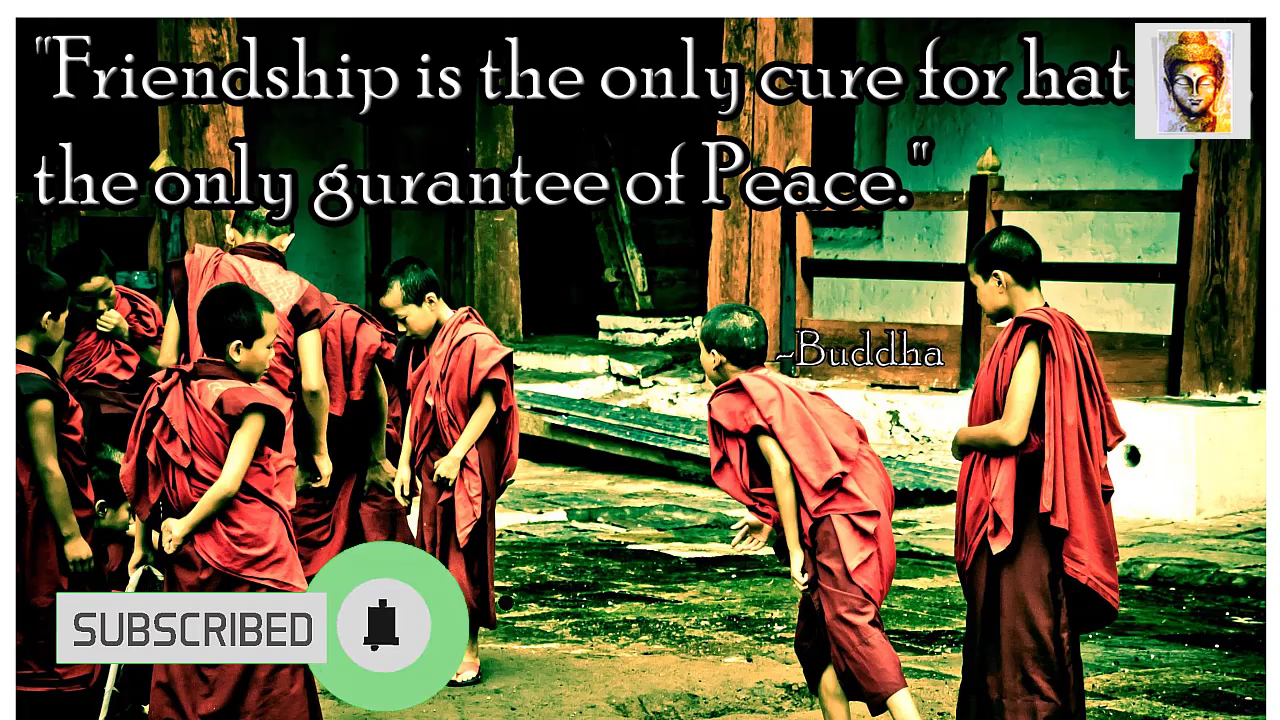 "Friendship is the only cure for hat
the only gurantee of Peace."
~Buddha
SUBSCRIBED